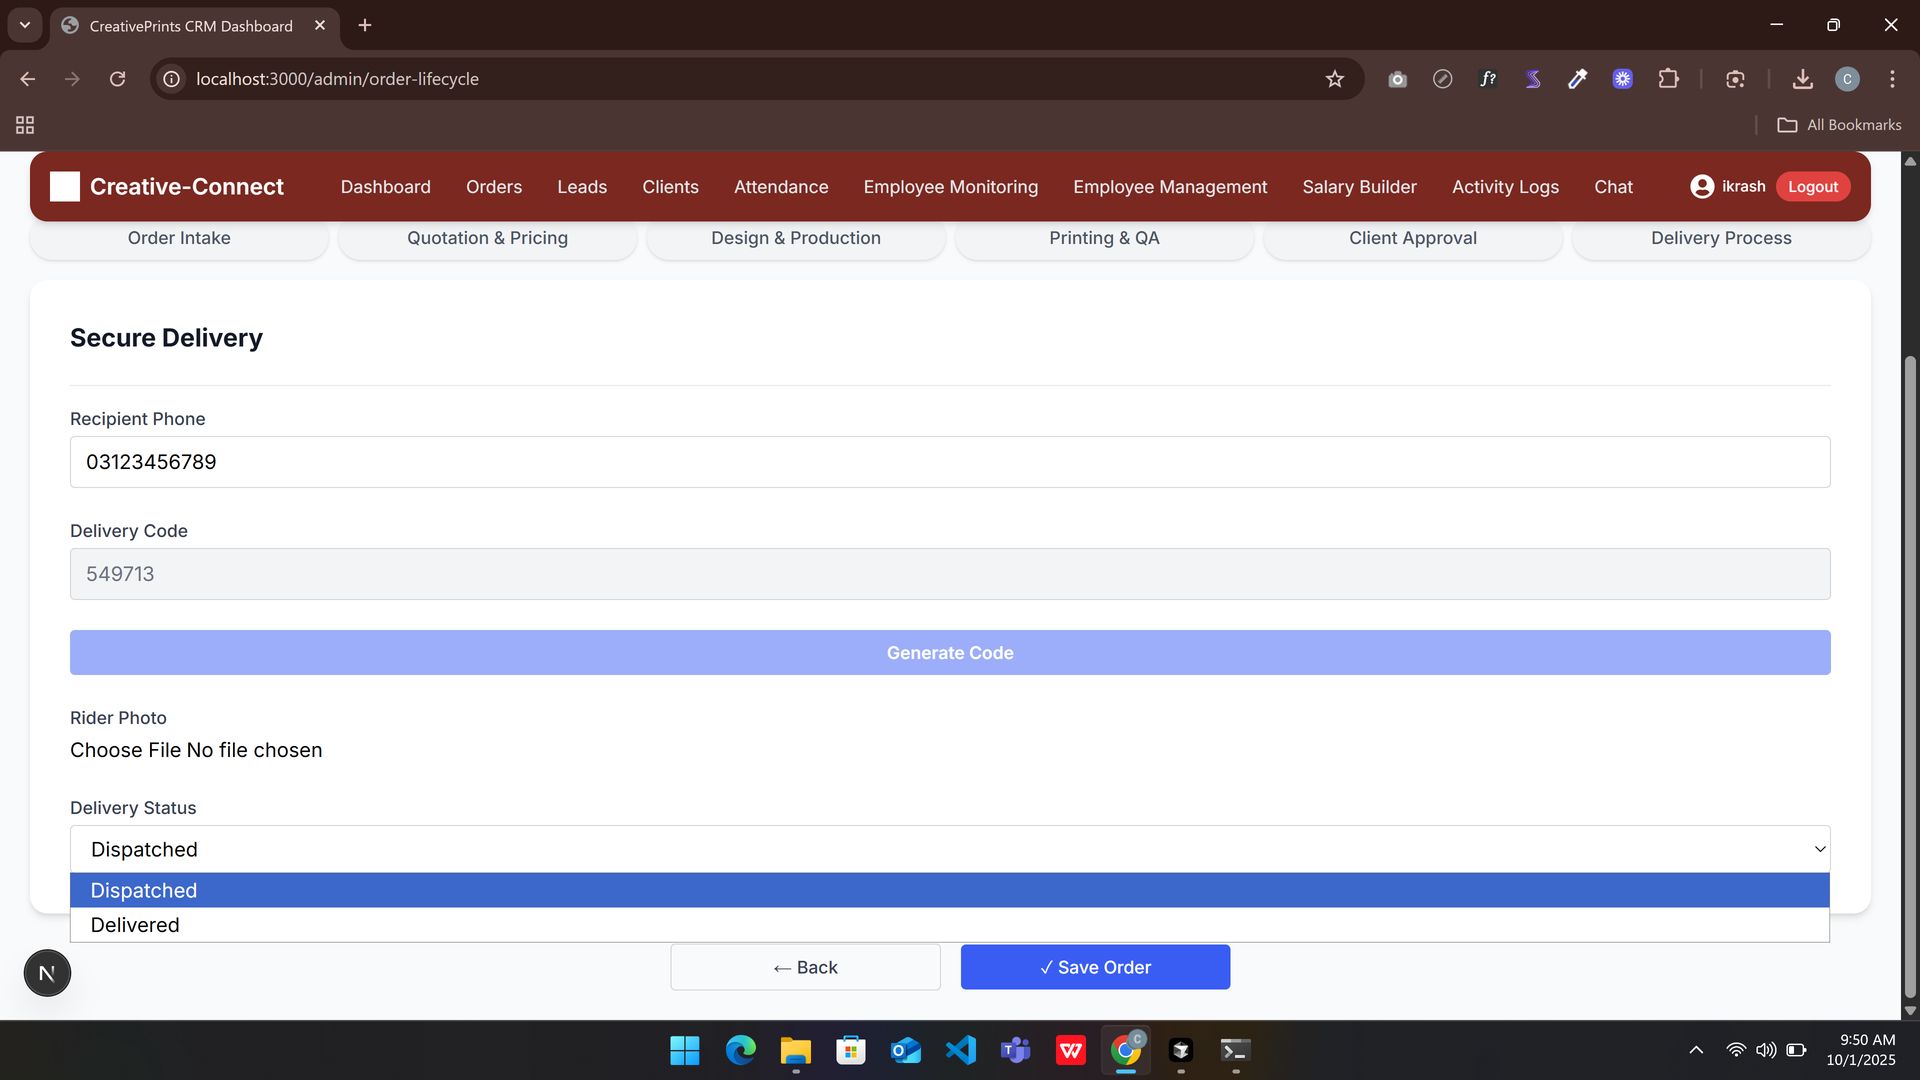 CreativePrints CRM Dashboard
localhost:3000/admin/order-lifecycle
f?
C
All Bookmarks
Creative-Connect
Dashboard
Orders
Leads
Clients
Attendance
Employee Monitoring
Employee Management
Salary Builder
Activity Logs
Chat
ikrash
Logout
Order Intake
Quotation & Pricing
Design & Production
Printing & QA
Client Approval
Delivery Process
Secure Delivery
Recipient Phone
03123456789
Delivery Code
549713
Generate Code
Rider Photo
Choose File No file chosen
Delivery Status
Dispatched
Dispatched
Delivered
← Back
✓ Save Order
N
9:50 AM
10/1/2025